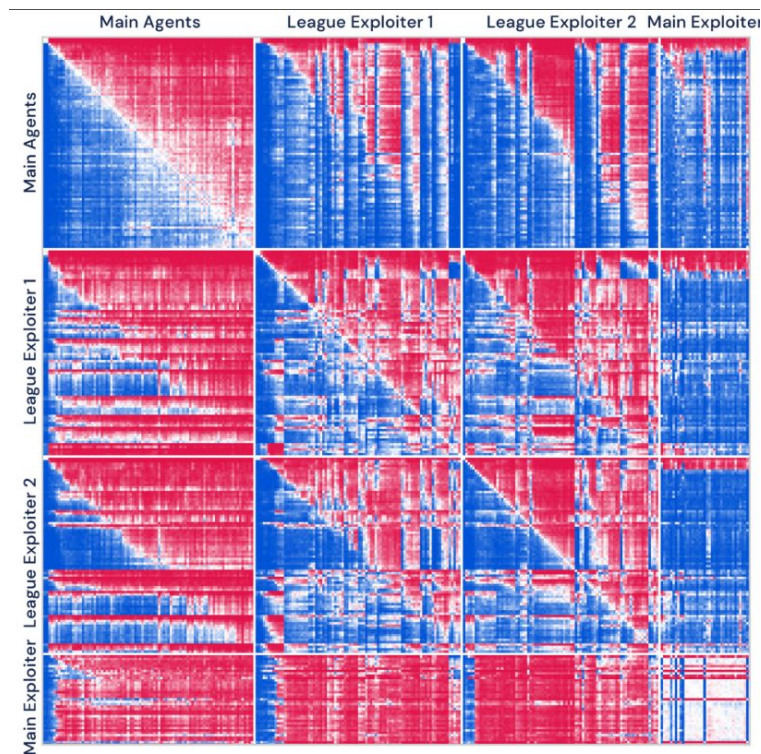 Main Agents League Exploiter 1 League Exploiter 2 Main Exploiter
Main Agents
League Exploiter 1
League Exploiter 2
Main Exploiter